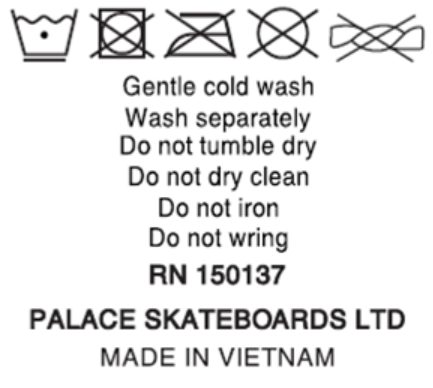 Gentle cold wash
Wash separately
Do not tumble dry
Do not dry clean
Do not iron
Do not wring
RN 150137
PALACE SKATEBOARDS LTD
MADE IN VIETNAM